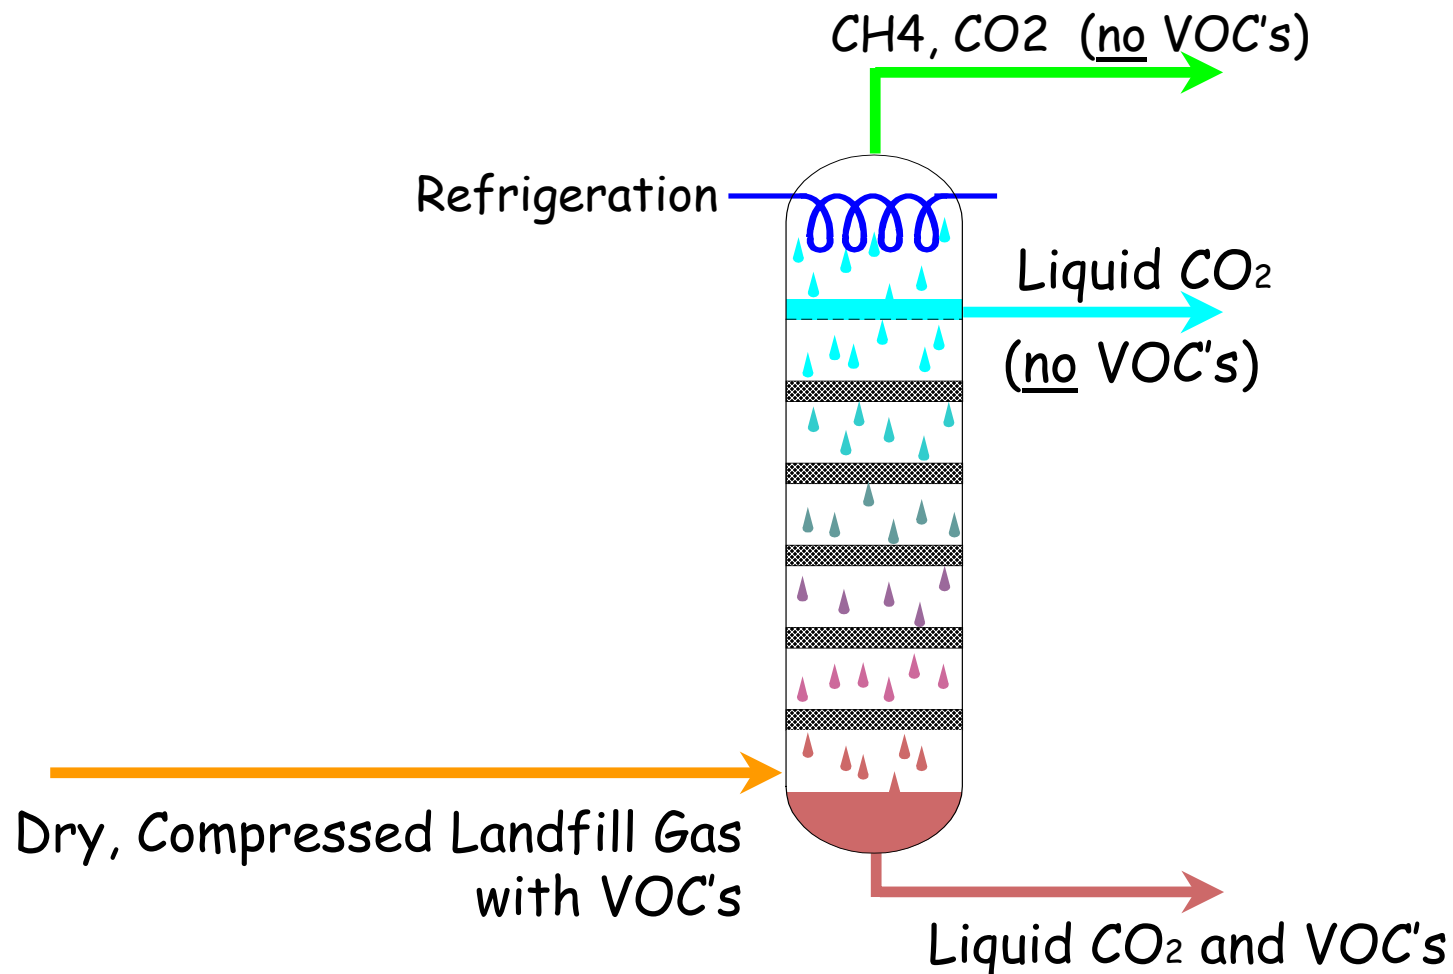 CH4, CO2 (no VOC's)
Refrigeration
Liquid CO2
(no VOC's)
Dry, Compressed Landfill Gas
with VOC's
Liquid CO2 and VOC's